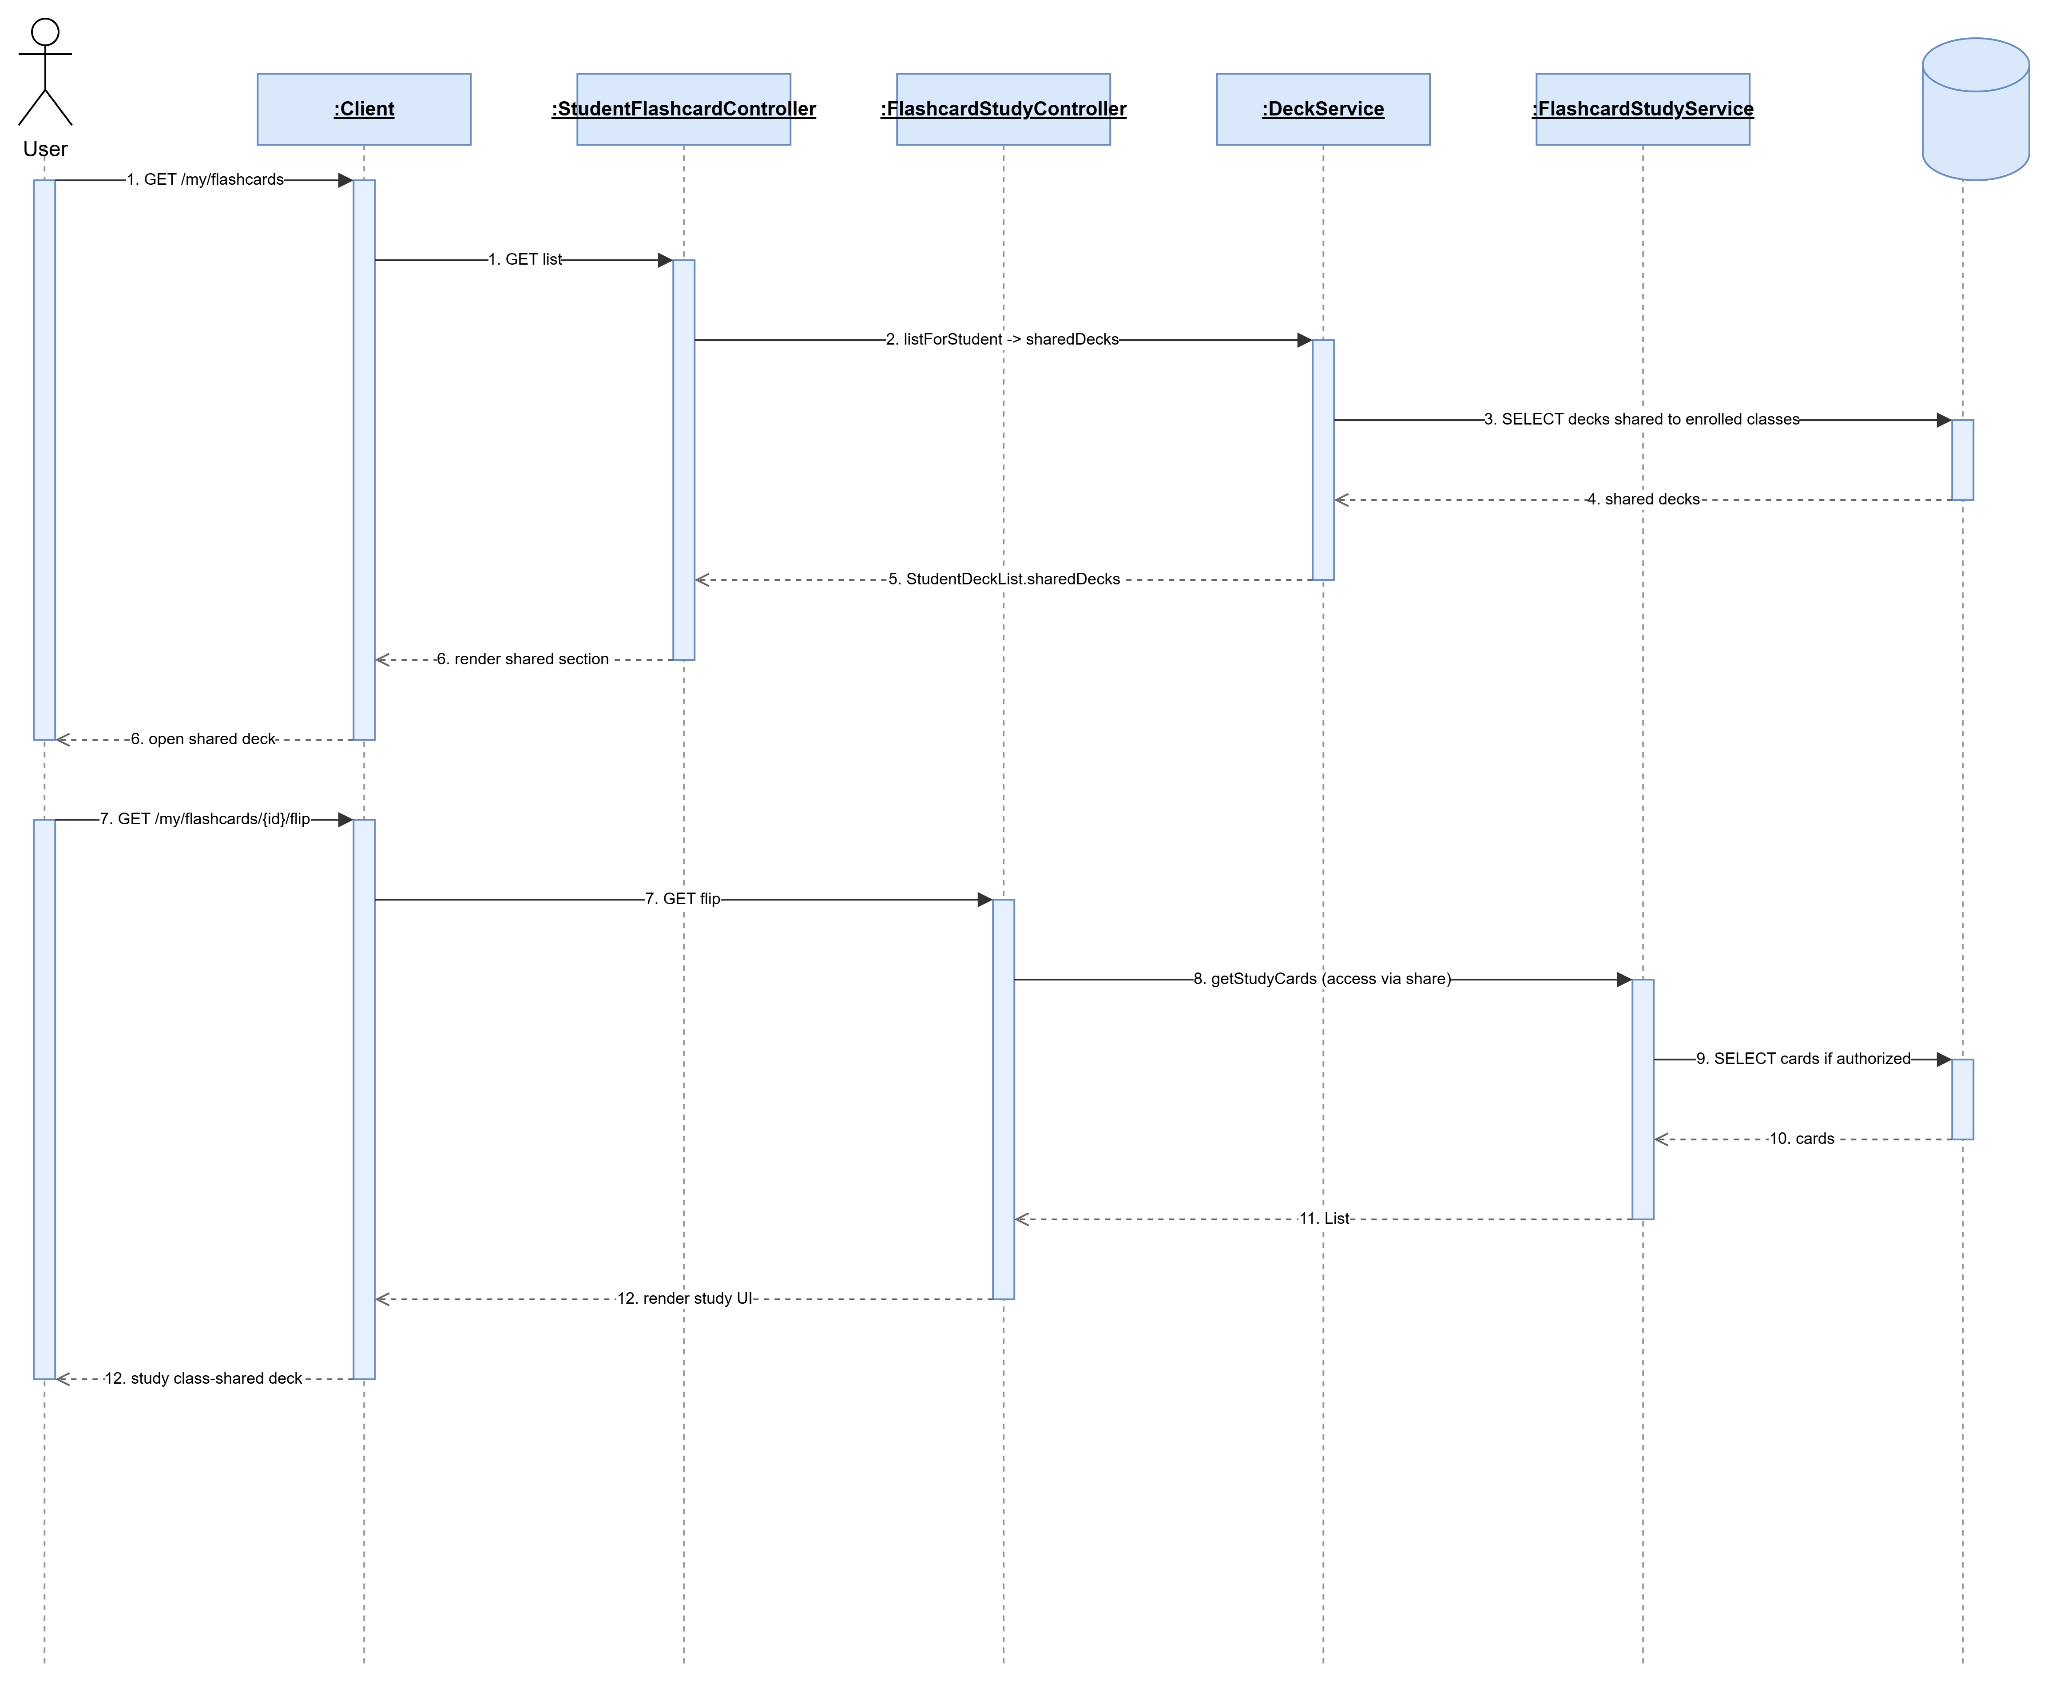 User
:Client
:StudentFlashcardController
:FlashcardStudyController
:DeckService
:FlashcardStudyService
1. GET /my/flashcards
1. GET list
2. listForStudent -> sharedDecks
3. SELECT decks shared to enrolled classes
4. shared decks
5. StudentDeckList.sharedDecks
6. render shared section
6. open shared deck
7. GET /my/flashcards/{id}/flip
7. GET flip
8. getStudyCards (access via share)
9. SELECT cards if authorized
10. cards
11. List
12. render study UI
12. study class-shared deck